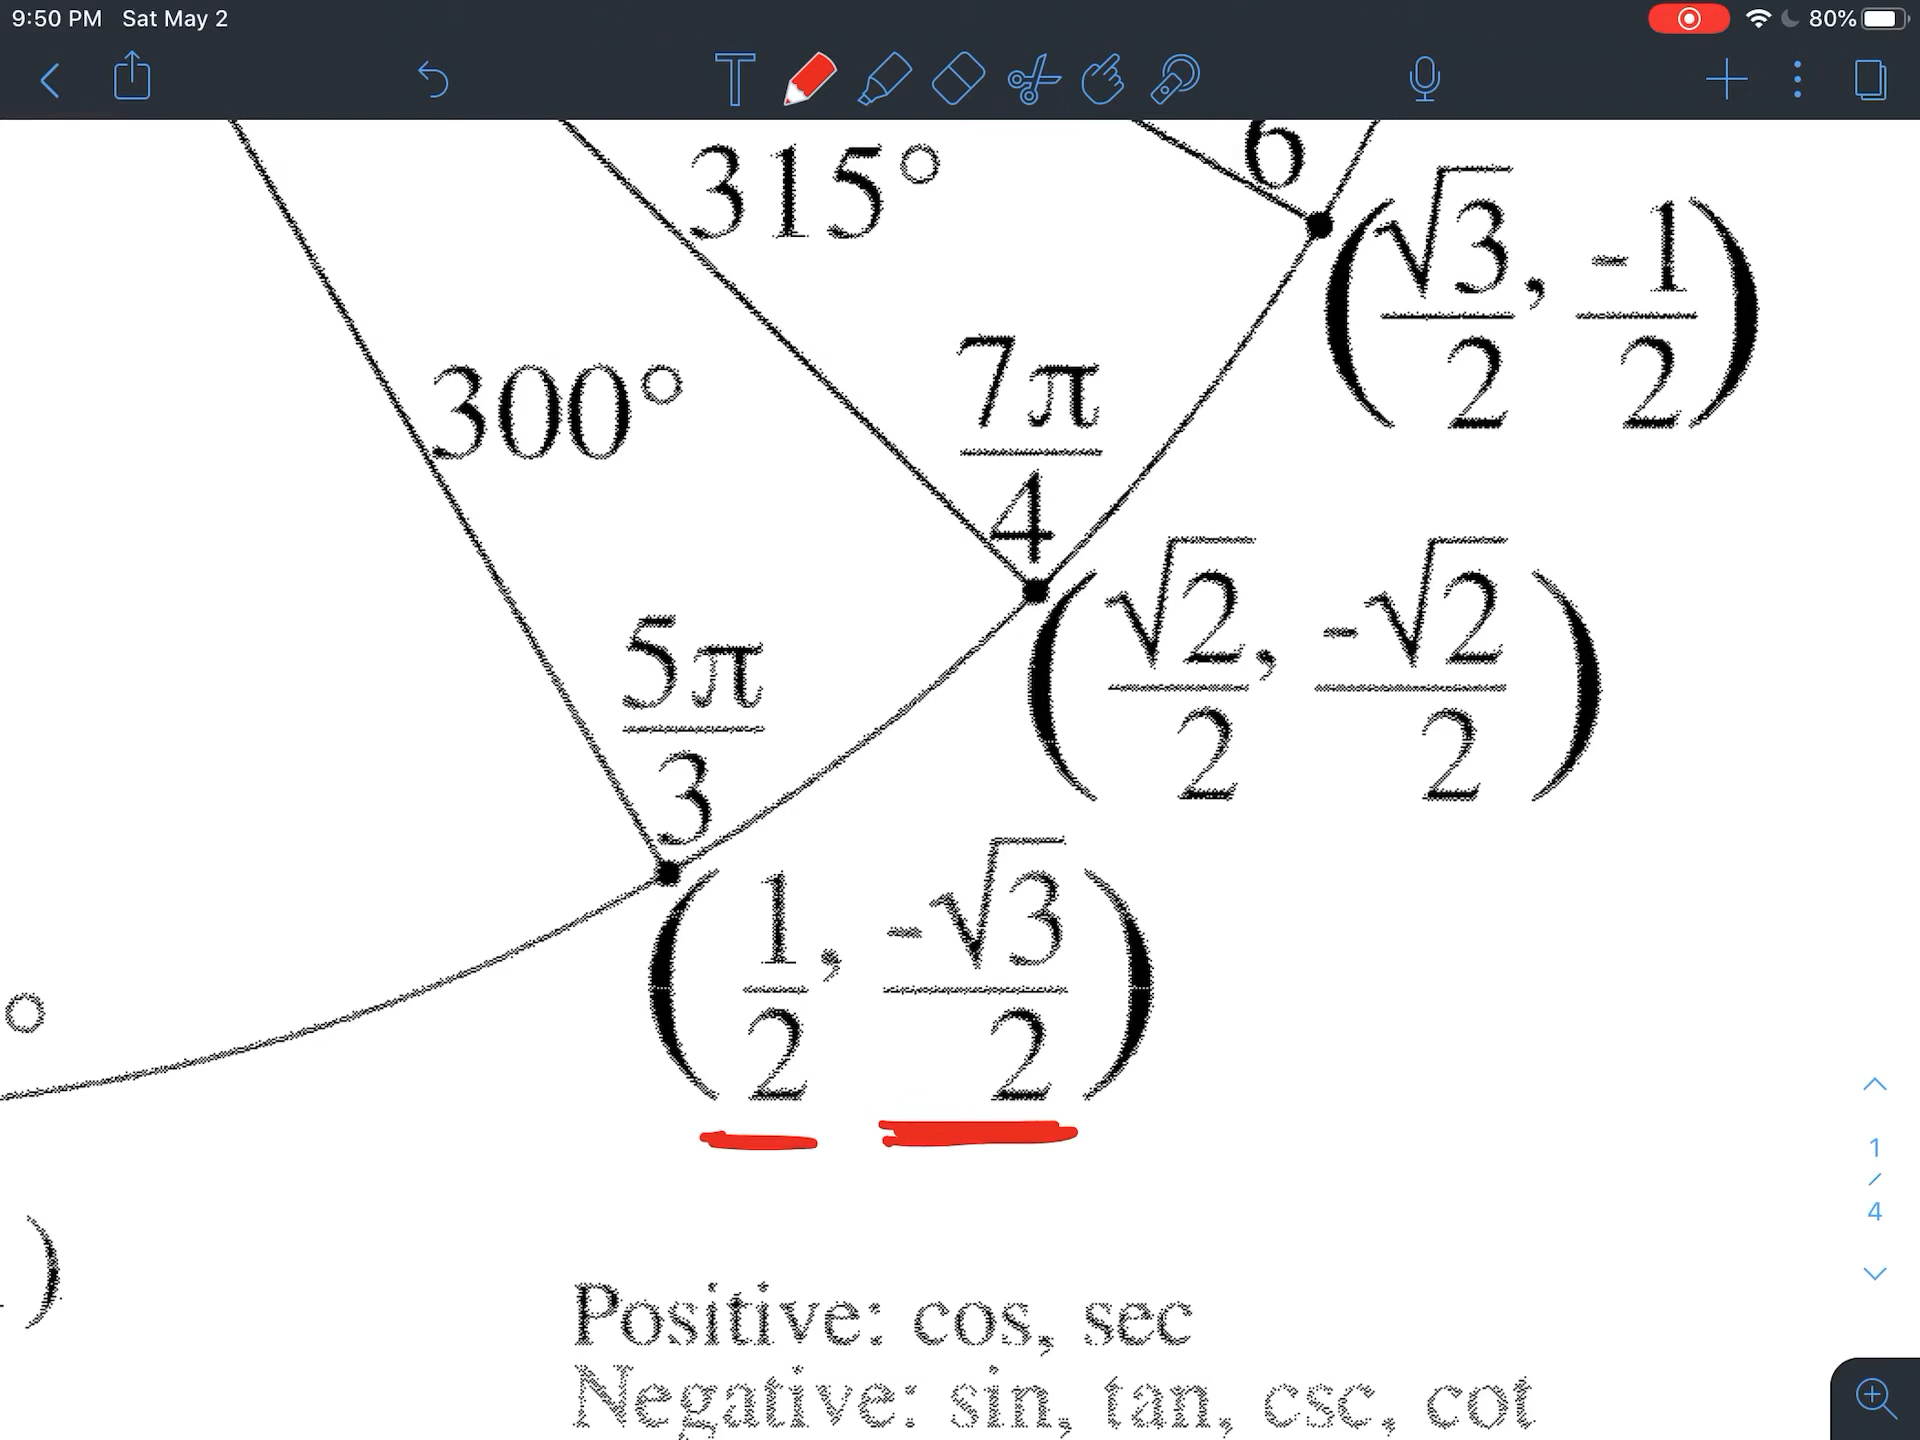 9:50 PM Sat May 2
80%
315°
6
(√3/2, -1/2)
300°
7π/4
(√2/2, -√2/2)
5π/3
(1/2, -√3/2)
°
)
1
/
4
Positive: cos, sec
Negative: sin, tan, csc, cot